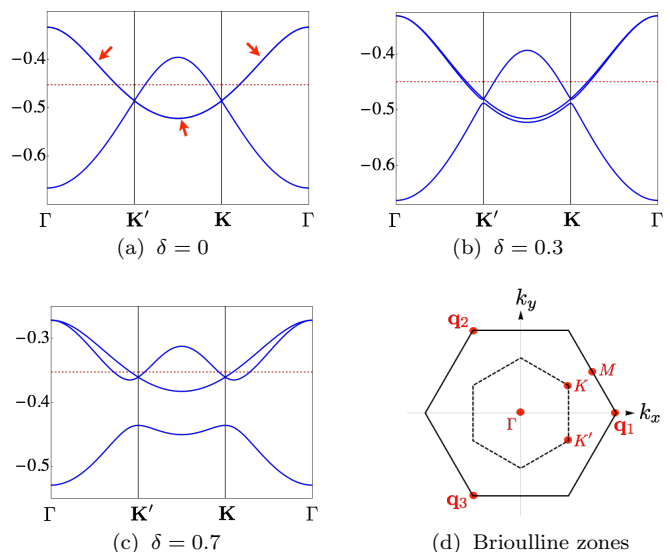 −0.4
−0.5
−0.6
Γ K′ K Γ
(a) δ = 0
−0.4
−0.5
−0.6
Γ K′ K Γ
(b) δ = 0.3
−0.3
−0.4
−0.5
Γ K′ K Γ
(c) δ = 0.7
k_y
q_2
M
K
Γ
k_x
q_1
K′
q_3
(d) Brioulline zones